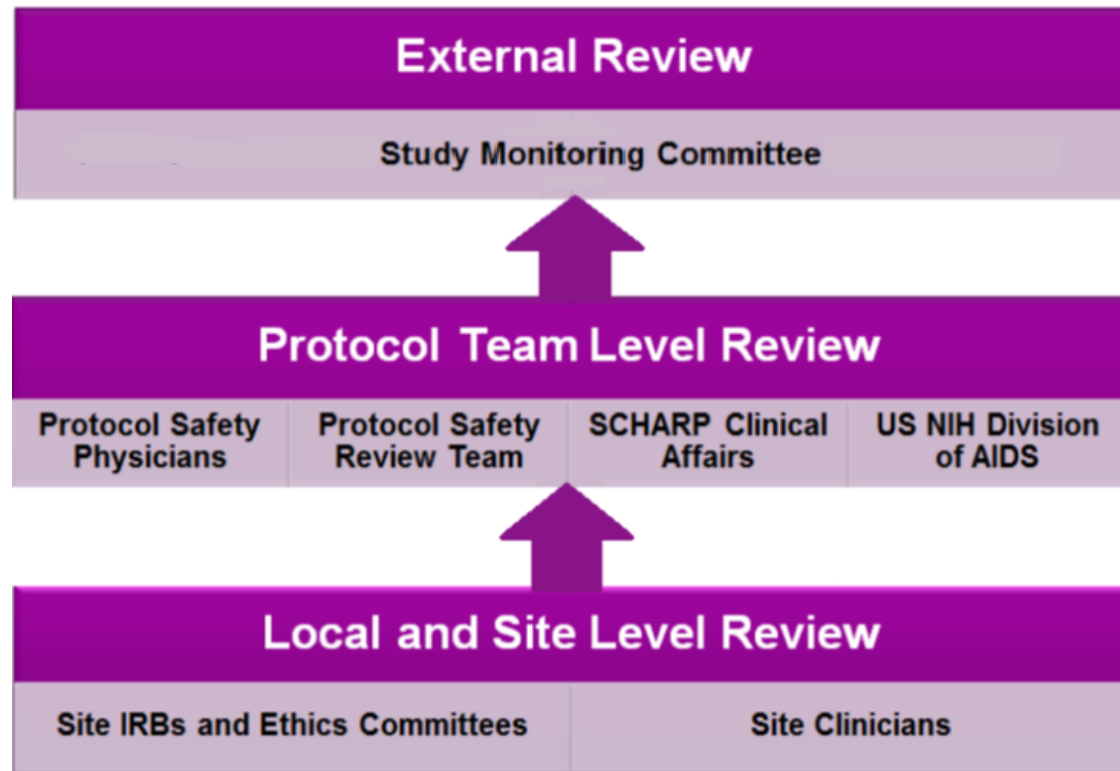 External Review
Study Monitoring Committee
Protocol Team Level Review
Protocol Safety
Physicians
Protocol Safety
Review Team
SCHARP Clinical
Affairs
US NIH Division
of AIDS
Local and Site Level Review
Site IRBs and Ethics Committees
Site Clinicians